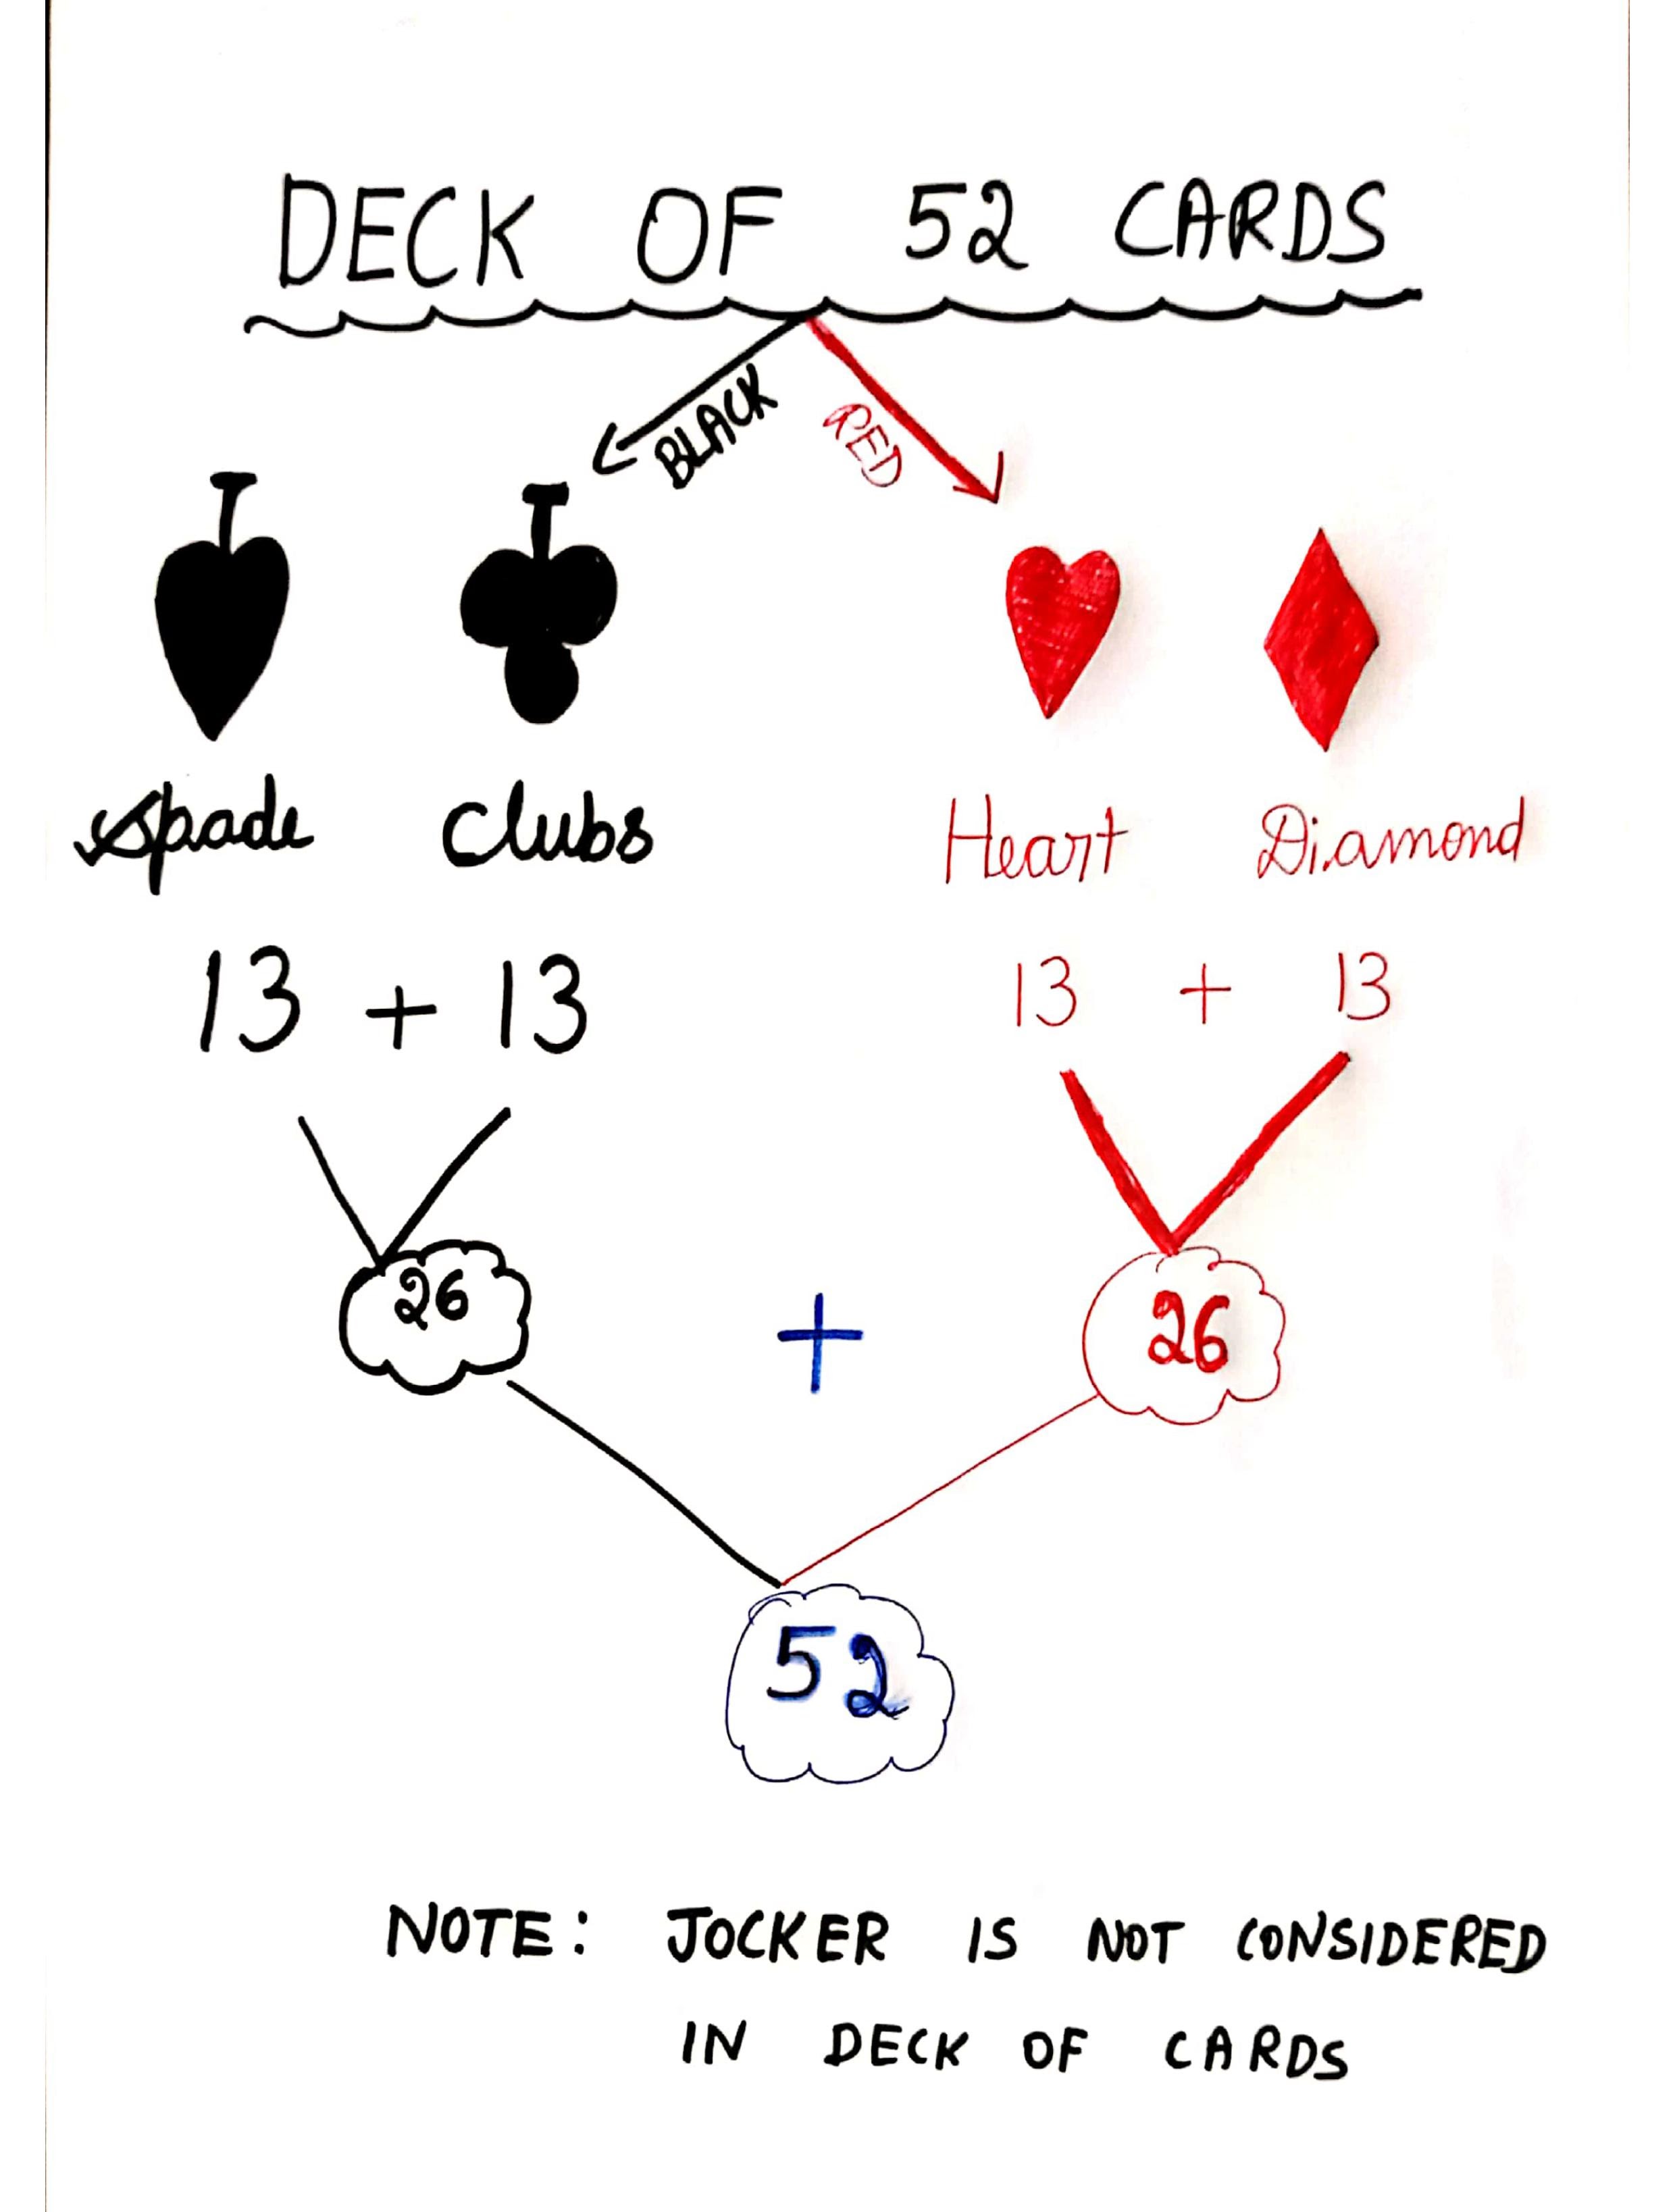 DECK OF 52 CARDS
BLACK RED
Spade Clubs Heart Diamond
13 + 13 13 + 13
26 + 26
52
NOTE: JOCKER IS NOT CONSIDERED
IN DECK OF CARDS